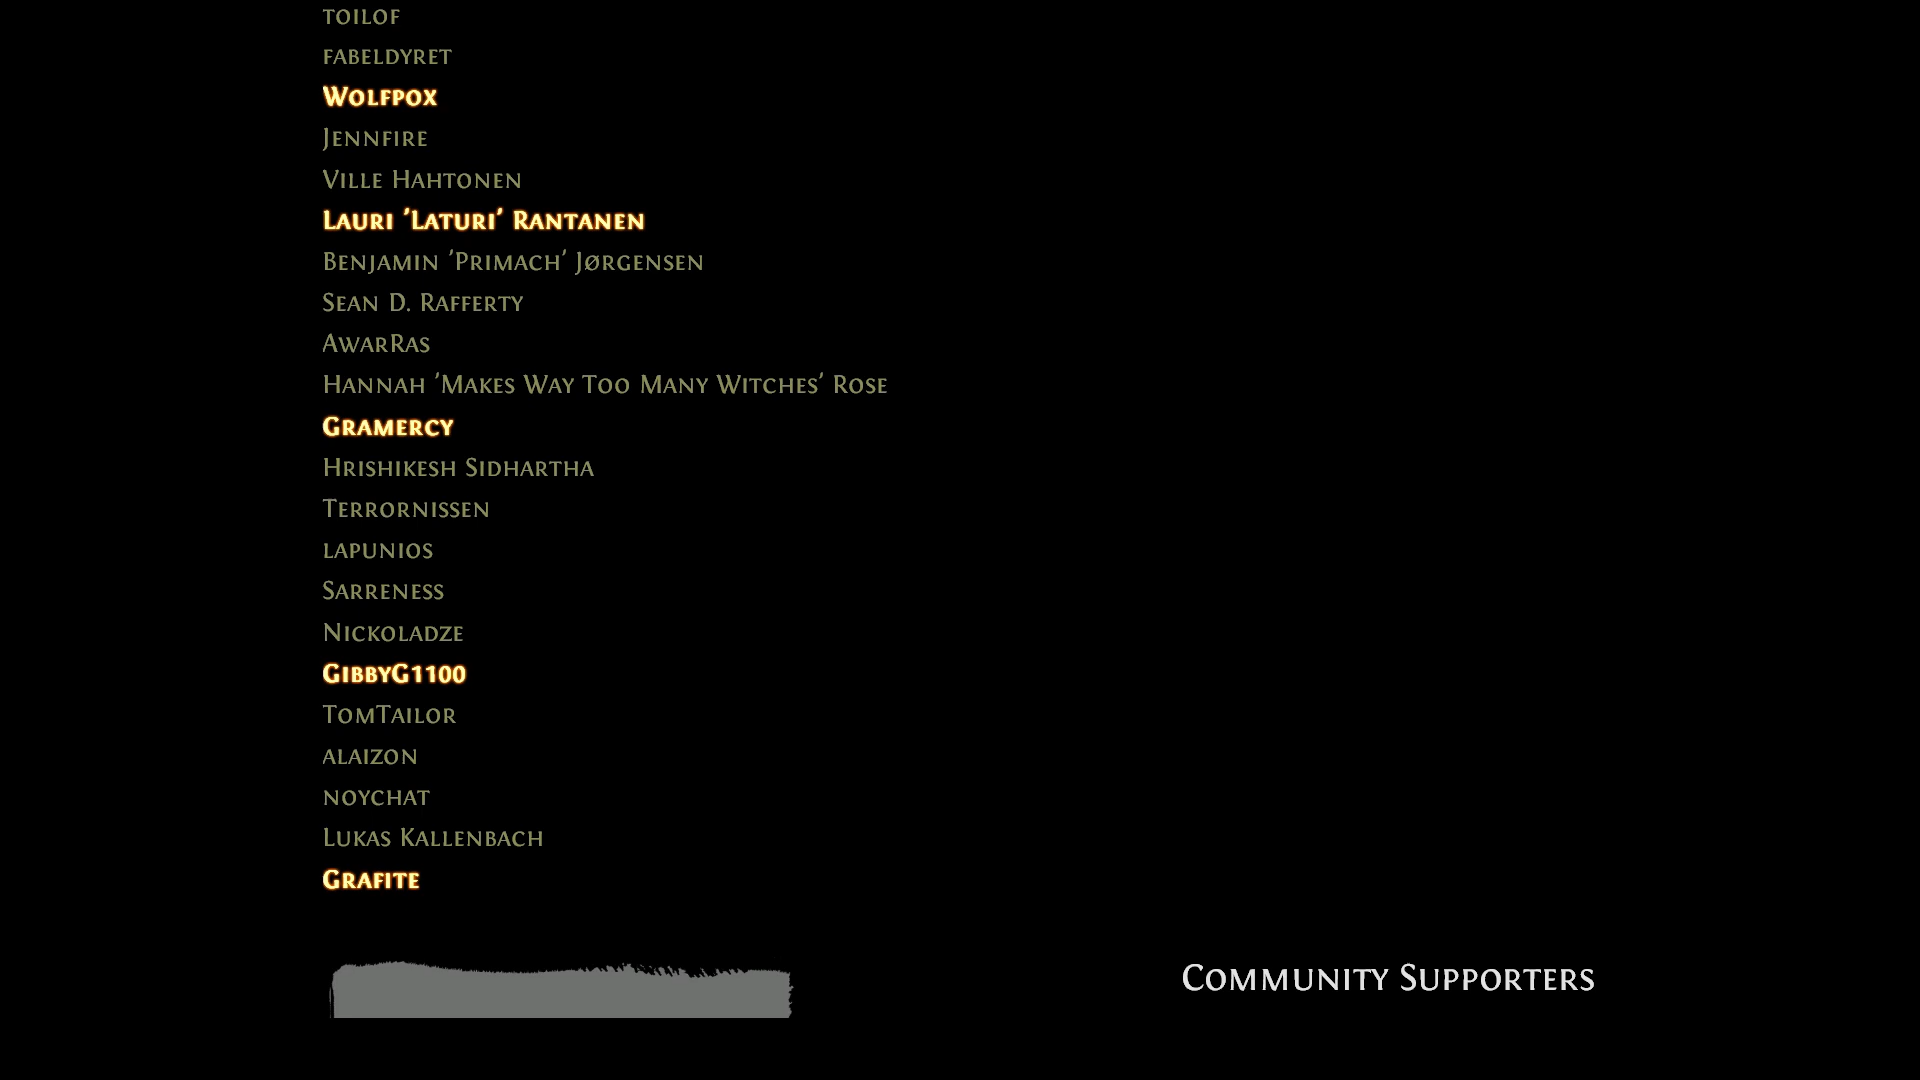 toilof
fabeldyret
Wolfpox
Jennfire
Ville Hahtonen
Lauri 'Laturi' Rantanen
Benjamin 'Primach' Jørgensen
Sean D. Rafferty
AwarRas
Hannah 'Makes Way Too Many Witches' Rose
Gramercy
Hrishikesh Sidhartha
Terrornissen
lapunios
Sarreness
Nickoladze
GibbyG1100
TomTailor
alaizon
noychat
Lukas Kallenbach
Grafite
Community Supporters